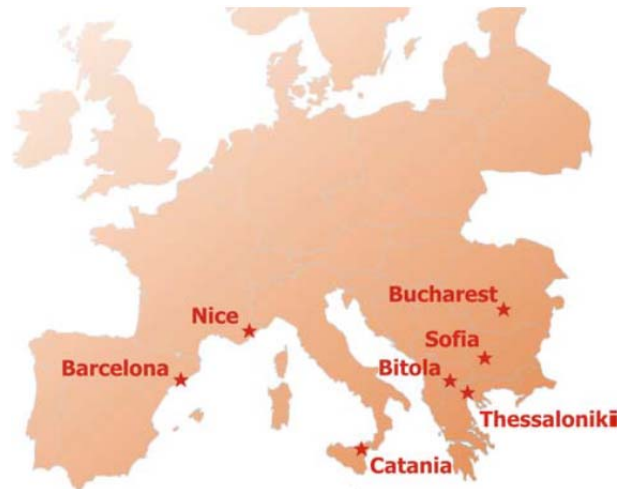 Bucharest
Nice
Sofia
Barcelona
Bitola
Thessaloniki
Catania